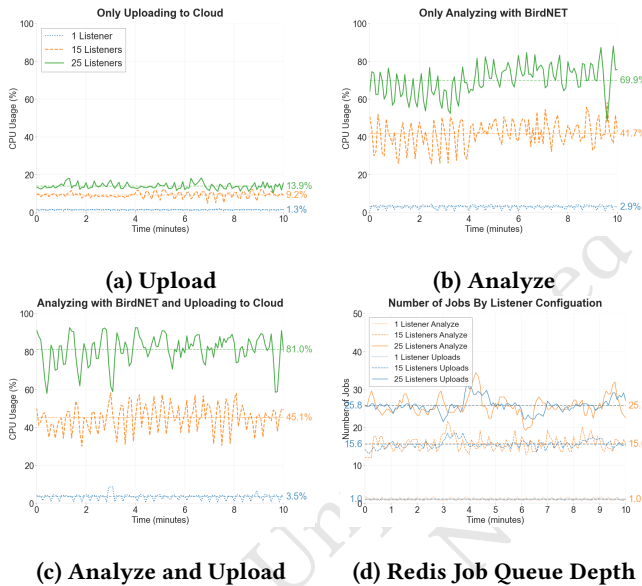 Only Uploading to Cloud
100
80
60
40
20
0
CPU Usage (%)
1 Listener
15 Listeners
25 Listeners
13.9%
9.2%
1.3%
0 2 4 6 8 10
Time (minutes)
(a) Upload
Only Analyzing with BirdNET
100
80
60
40
20
0
CPU Usage (%)
69.9%
41.7%
2.9%
0 2 4 6 8 10
Time (minutes)
(b) Analyze
Analyzing with BirdNET and Uploading to Cloud
100
80
60
40
20
0
CPU Usage (%)
81.0%
45.1%
3.5%
0 2 4 6 8 10
Time (minutes)
(c) Analyze and Upload
Number of Jobs By Listener Configuation
50
40
30
20
10
0
Number of Jobs
1 Listener Analyze
15 Listeners Analyze
25 Listeners Analyze
1 Listener Uploads
15 Listeners Uploads
25 Listeners Uploads
25.8
15.6
1.0
25.
15.
1.0
0 1 2 3 4 5 6 7 8 9 10
Time (minutes)
(d) Redis Job Queue Depth